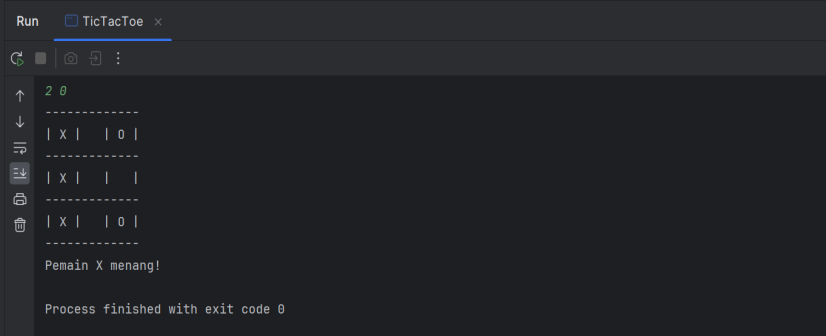 Run TicTacToe
2 0
-------------
| X |   | O |
-------------
| X |   |   |
-------------
| X |   | O |
-------------
Pemain X menang!
Process finished with exit code 0